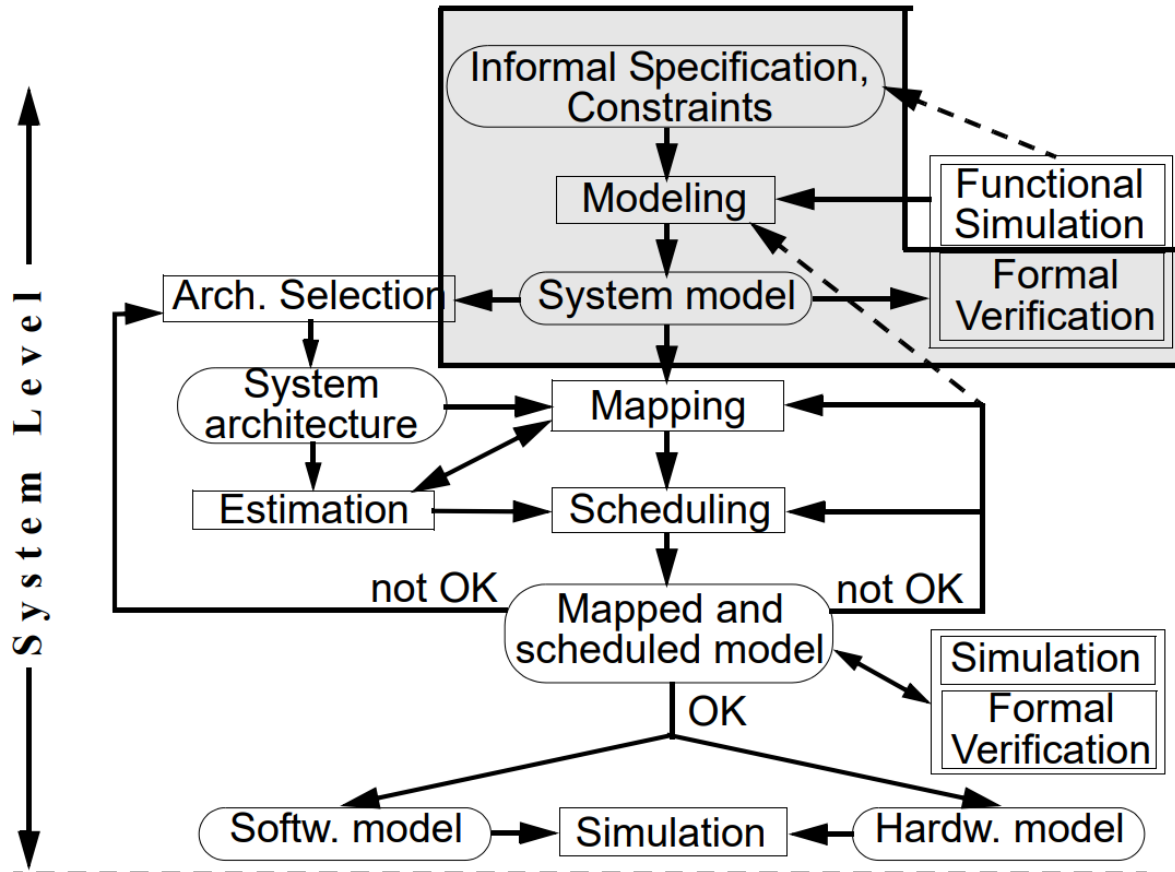 Informal Specification,
Constraints
Functional
Simulation
Modeling
Formal
Verification
Arch. Selection
System model
System
architecture
Mapping
Estimation
Scheduling
not OK
not OK
Mapped and
scheduled model
Simulation
Formal
Verification
OK
Softw. model
Simulation
Hardw. model
System Level